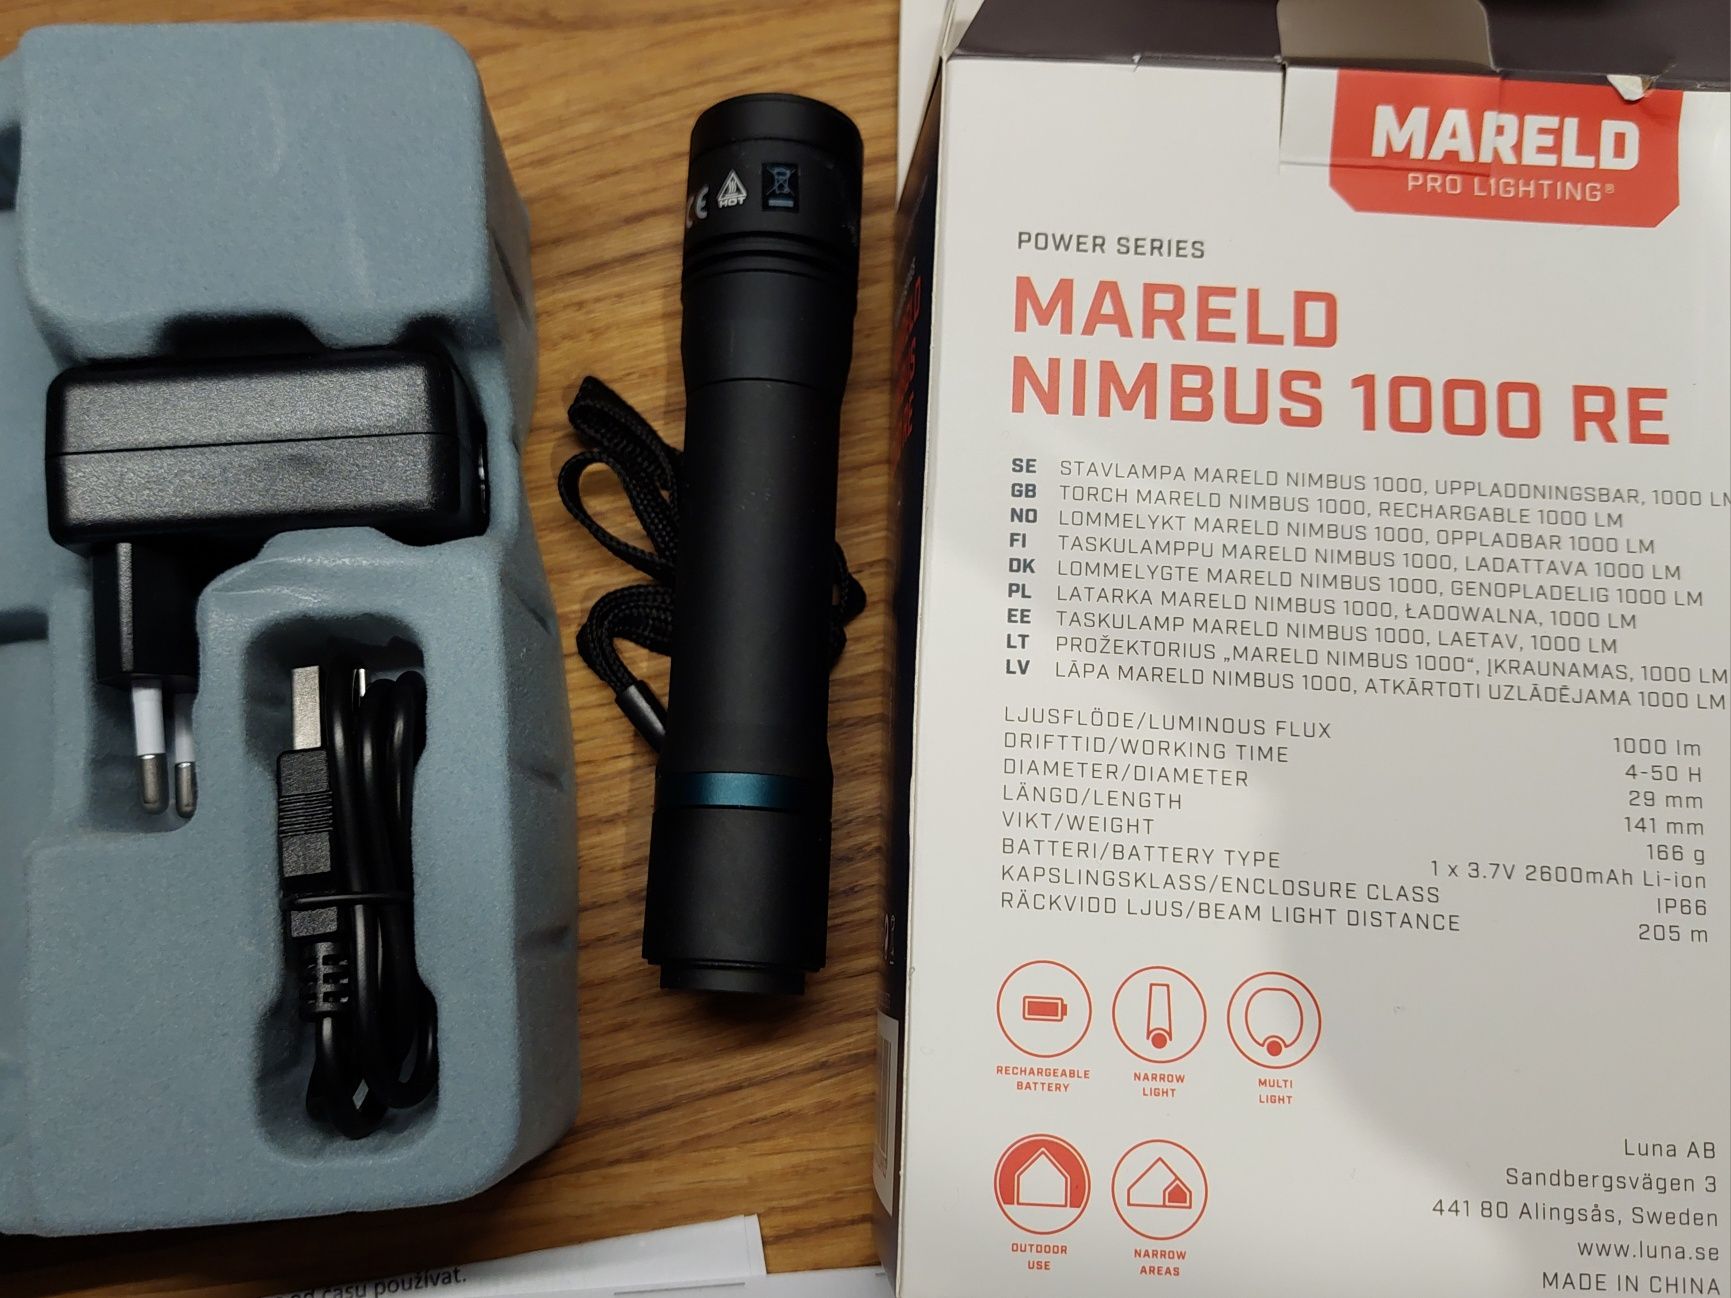 CE
HOT
MARELD
PRO LIGHTING®
POWER SERIES
MARELD
NIMBUS 1000 RE
SE STAVLAMPA MARELD NIMBUS 1000, UPPLADDNINGSBAR, 1000 LM
GB TORCH MARELD NIMBUS 1000, RECHARGABLE 1000 LM
NO LOMMELYKT MARELD NIMBUS 1000, OPPLADBAR 1000 LM
FI TASKULAMPPU MARELD NIMBUS 1000, LADATTAVA 1000 LM
DK LOMMELYGTE MARELD NIMBUS 1000, GENOPLADELIG 1000 LM
PL LATARKA MARELD NIMBUS 1000, ŁADOWALNA, 1000 LM
EE TASKULAMP MARELD NIMBUS 1000, LAETAV, 1000 LM
LT PROŽEKTORIUS „MARELD NIMBUS 1000“, ĮKRAUNAMAS, 1000 LM
LV LĀPA MARELD NIMBUS 1000, ATKĀRTOTI UZLĀDĒJAMA 1000 LM
LJUSFLÖDE/LUMINOUS FLUX 1000 lm
DRIFTTID/WORKING TIME 4-50 H
DIAMETER/DIAMETER 29 mm
LÄNGD/LENGTH 141 mm
VIKT/WEIGHT 166 g
BATTERI/BATTERY TYPE 1 x 3.7V 2600mAh Li-ion
KAPSLINGSKLASS/ENCLOSURE CLASS IP66
RÄCKVIDD LJUS/BEAM LIGHT DISTANCE 205 m
RECHARGEABLE
BATTERY
NARROW
LIGHT
MULTI
LIGHT
OUTDOOR
USE
NARROW
AREAS
Luna AB
Sandbergsvägen 3
441 80 Alingsås, Sweden
www.luna.se
MADE IN CHINA
od času používat.